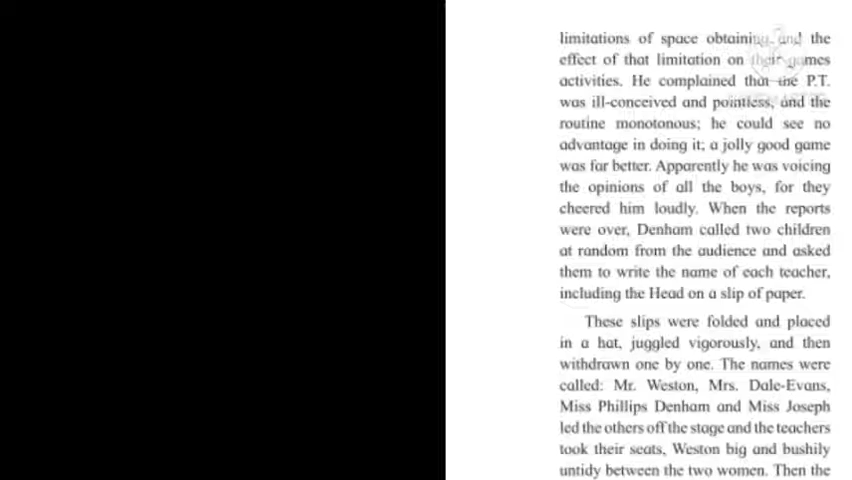 limitations of space obtaining and the
effect of that limitation on their games
activities. He complained that the P.T.
was ill-conceived and pointless, and the
routine monotonous; he could see no
advantage in doing it; a jolly good game
was far better. Apparently he was voicing
the opinions of all the boys, for they
cheered him loudly. When the reports
were over, Denham called two children
at random from the audience and asked
them to write the name of each teacher,
including the Head on a slip of paper.
These slips were folded and placed
in a hat, juggled vigorously, and then
withdrawn one by one. The names were
called: Mr. Weston, Mrs. Dale-Evans,
Miss Phillips Denham and Miss Joseph
led the others off the stage and the teachers
took their seats, Weston big and bushily
untidy between the two women. Then the